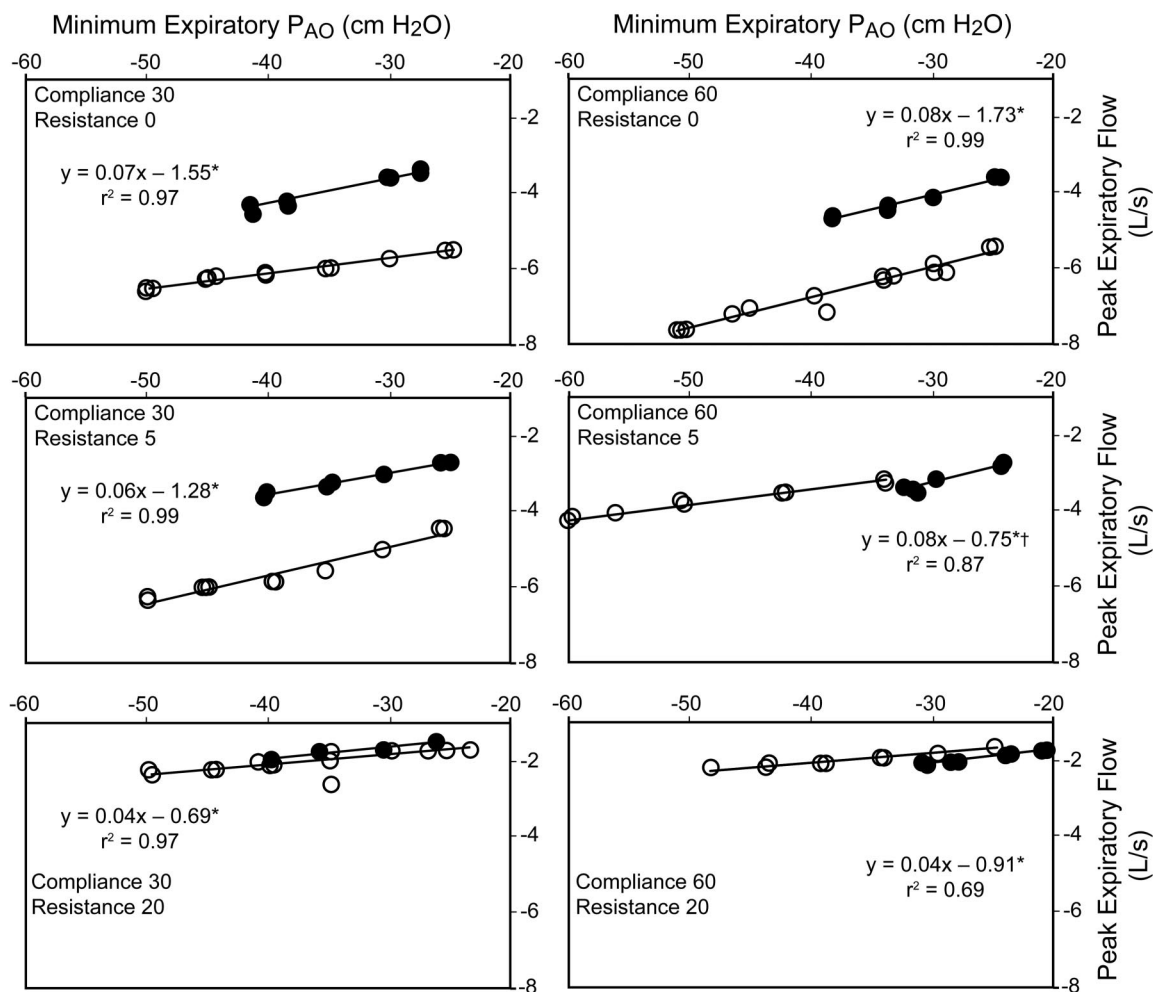 Minimum Expiratory PAO (cm H2O)
Minimum Expiratory PAO (cm H2O)
-60 -50 -40 -30 -20
Compliance 30
Resistance 0
y = 0.07x – 1.55*
r² = 0.97
-2
-4
-6
-8
-60 -50 -40 -30 -20
Compliance 60
Resistance 0
y = 0.08x – 1.73*
r² = 0.99
-2
-4
-6
-8
Peak Expiratory Flow
(L/s)
-50 -40 -30 -20
Compliance 30
Resistance 5
y = 0.06x – 1.28*
r² = 0.99
-2
-4
-6
-8
-60 -50 -40 -30 -20
Compliance 60
Resistance 5
y = 0.08x – 0.75*†
r² = 0.87
-2
-4
-6
-8
Peak Expiratory Flow
(L/s)
-60 -50 -40 -30 -20
y = 0.04x – 0.69*
r² = 0.97
Compliance 30
Resistance 20
-2
-4
-6
-8
-60 -50 -40 -30 -20
y = 0.04x – 0.91*
r² = 0.69
Compliance 60
Resistance 20
-2
-4
-6
-8
Peak Expiratory Flow
(L/s)